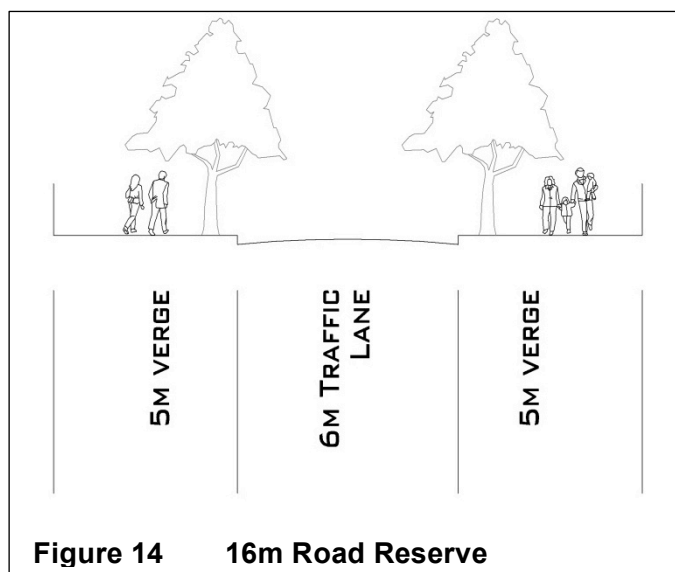 5M VERGE
6M TRAFFIC
LANE
5M VERGE
Figure 14 16m Road Reserve